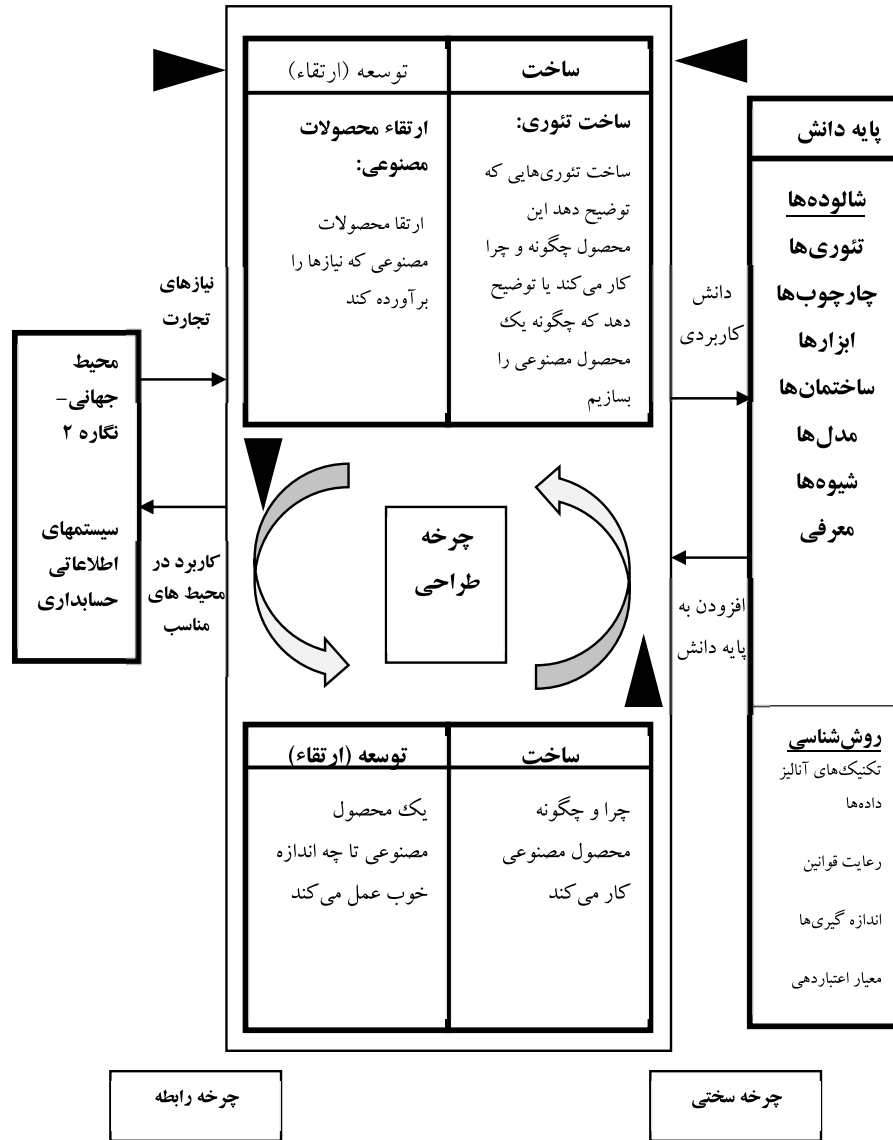 ساخت
توسعه (ارتقاء)
ساخت تئوری:
ساخت تئوری‌هایی که
توضیح دهد این
محصول چگونه و چرا
کار می‌کند یا توضیح
دهد که چگونه یک
محصول مصنوعی را
بسازیم
ارتقاء محصولات
مصنوعی:
ارتقا محصولات
مصنوعی که نیازها را
برآورده کند
پایه دانش
شالوده‌ها
تئوری‌ها
چارچوب‌ها
ابزارها
ساختمان‌ها
مدل‌ها
شیوه‌ها
معرفی
روش‌شناسی
تکنیک‌های آنالیز
داده‌ها
رعایت قوانین
اندازه گیری‌ها
معیار اعتباردهی
دانش
کاربردی
افزودن به
پایه دانش
نیازهای
تجارت
کاربرد در
محیط های
مناسب
محیط
جهانی-
نگاره ۲
سیستمهای
اطلاعاتی
حسابداری
چرخه
طراحی
ساخت
توسعه (ارتقاء)
چرا و چگونه
محصول مصنوعی
کار می‌کند
یک محصول
مصنوعی تا چه اندازه
خوب عمل می‌کند
چرخه سختی
چرخه رابطه